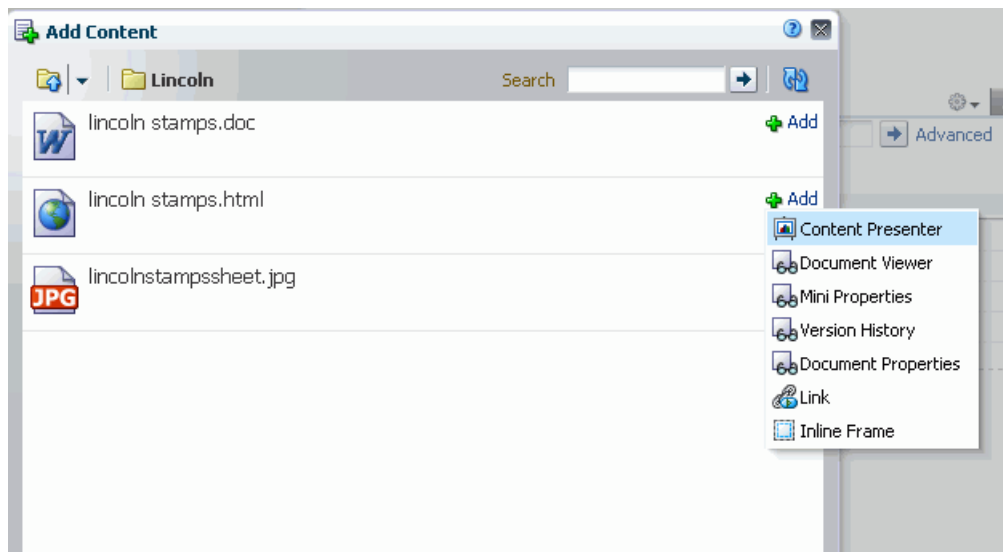 Add Content
Lincoln
Search
lincoln stamps.doc
Add
Advanced
lincoln stamps.html
Add
Content Presenter
Document Viewer
lincolnstampssheet.jpg
JPG
Mini Properties
Version History
Document Properties
Link
Inline Frame